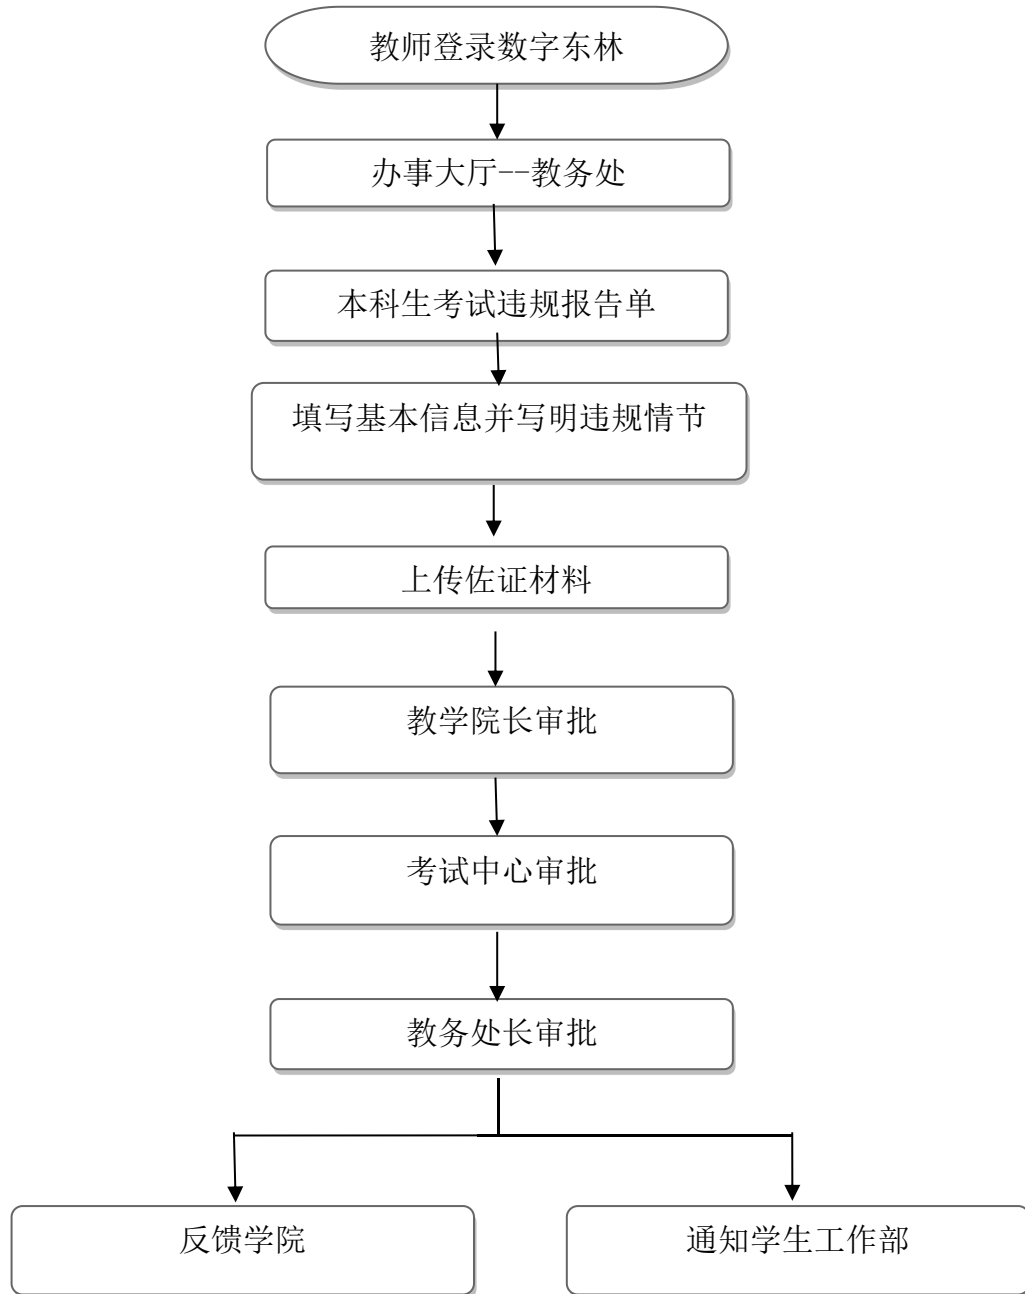 教师登录数字东林
办事大厅--教务处
本科生考试违规报告单
填写基本信息并写明违规情节
上传佐证材料
教学院长审批
考试中心审批
教务处长审批
反馈学院
通知学生工作部